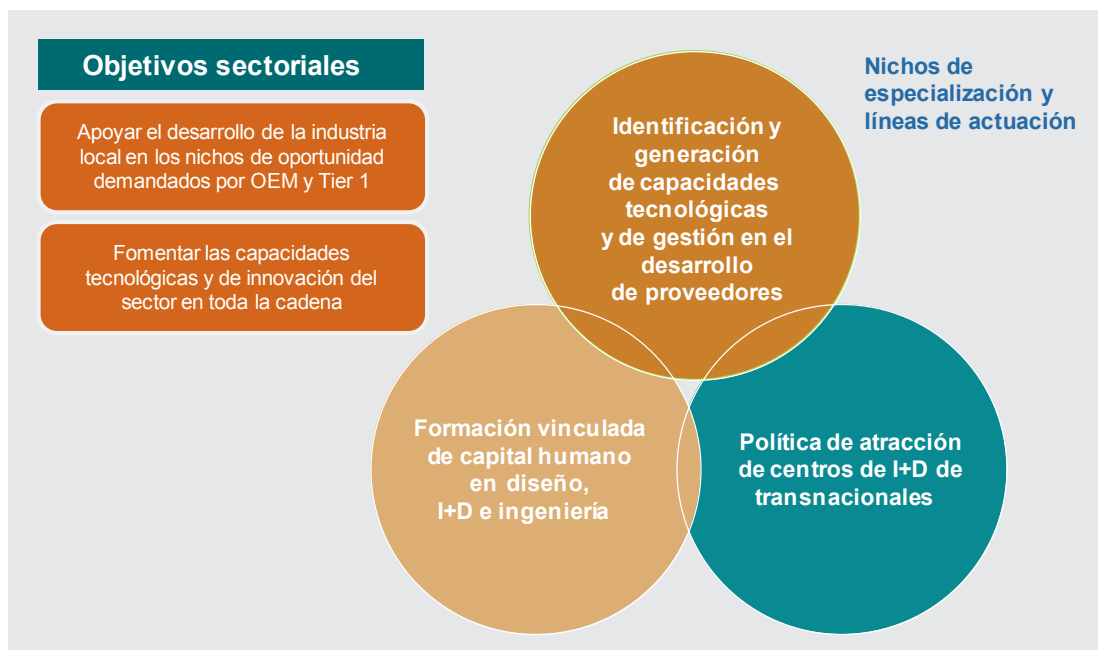 Objetivos sectoriales
Apoyar el desarrollo de la industria
local en los nichos de oportunidad
demandados por OEM y Tier 1
Fomentar las capacidades
tecnológicas y de innovación del
sector en toda la cadena
Nichos de
especialización y
líneas de actuación
Identificación y
generación
de capacidades
tecnológicas
y de gestión en el
desarrollo
de proveedores
Formación vinculada
de capital humano
en diseño,
I+D e ingeniería
Política de atracción
de centros de I+D de
transnacionales